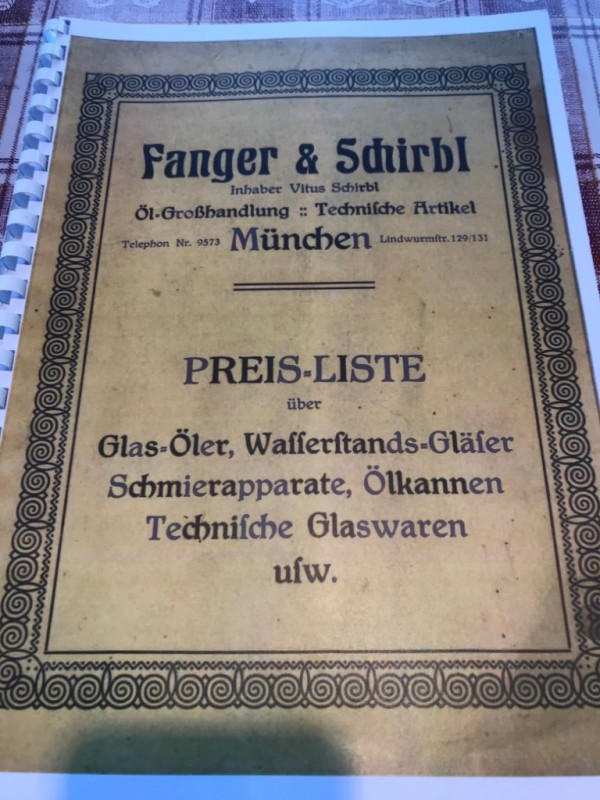 Fanger & Schirbl
Inhaber Vitus Schirbl
Öl-Großhandlung :: Techniſche Artikel
Telephon Nr. 9573 München Lindwurmſtr. 129/131
PREIS-LISTE
über
Glas-Öler, Waſſerſtands-Gläſer
Schmierapparate, Ölkannen
Techniſche Glaswaren
uſw.